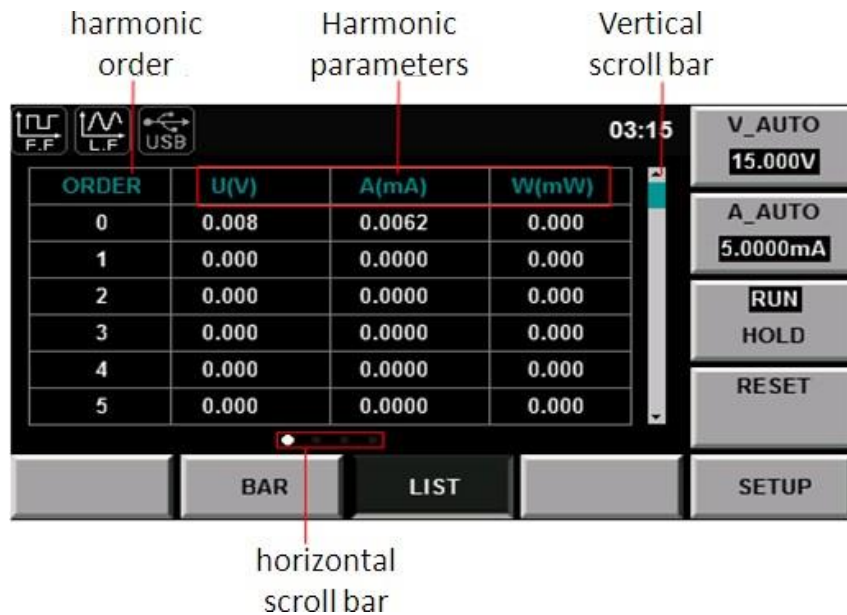 harmonic order
Harmonic parameters
Vertical scroll bar
F.F L.F USB 03:15
ORDER U(V) A(mA) W(mW)
0 0.008 0.0062 0.000
1 0.000 0.0000 0.000
2 0.000 0.0000 0.000
3 0.000 0.0000 0.000
4 0.000 0.0000 0.000
5 0.000 0.0000 0.000
V_AUTO
15.000V
A_AUTO
5.0000mA
RUN
HOLD
RESET
BAR LIST SETUP
horizontal
scroll bar